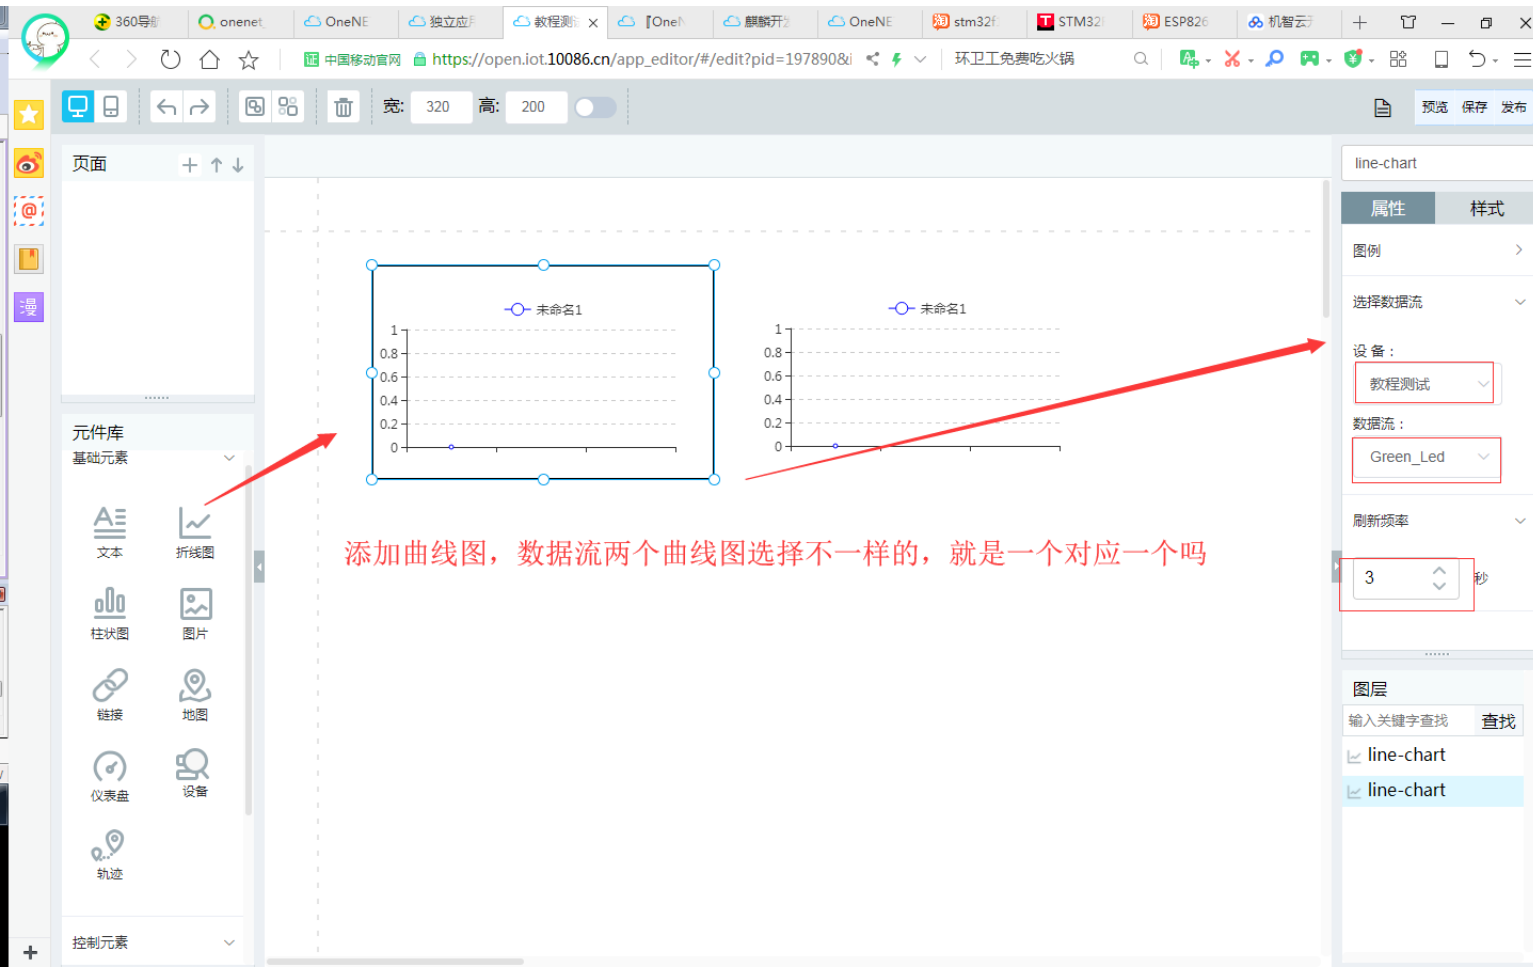 360导航
onenet
OneNE
独立应用
教程测试
【OneN
麒麟开发
OneNE
stm32f
STM32
ESP826
机智云开
证 中国移动官网
https://open.iot.10086.cn/app_editor/#/edit?pid=197890&i
环卫工免费吃火锅
宽: 320 高: 200
预览 保存 发布
漫
页面
元件库
基础元素
文本 折线图
柱状图 图片
链接 地图
仪表盘 设备
轨迹
控制元素
未命名1
1
0.8
0.6
0.4
0.2
0
未命名1
1
0.8
0.6
0.4
0.2
0
添加曲线图，数据流两个曲线图选择不一样的，就是一个对应一个吗
line-chart
属性 样式
图例
选择数据流
设备：
教程测试
数据流：
Green_Led
刷新频率
3 秒
图层
输入关键字查找 查找
line-chart
line-chart